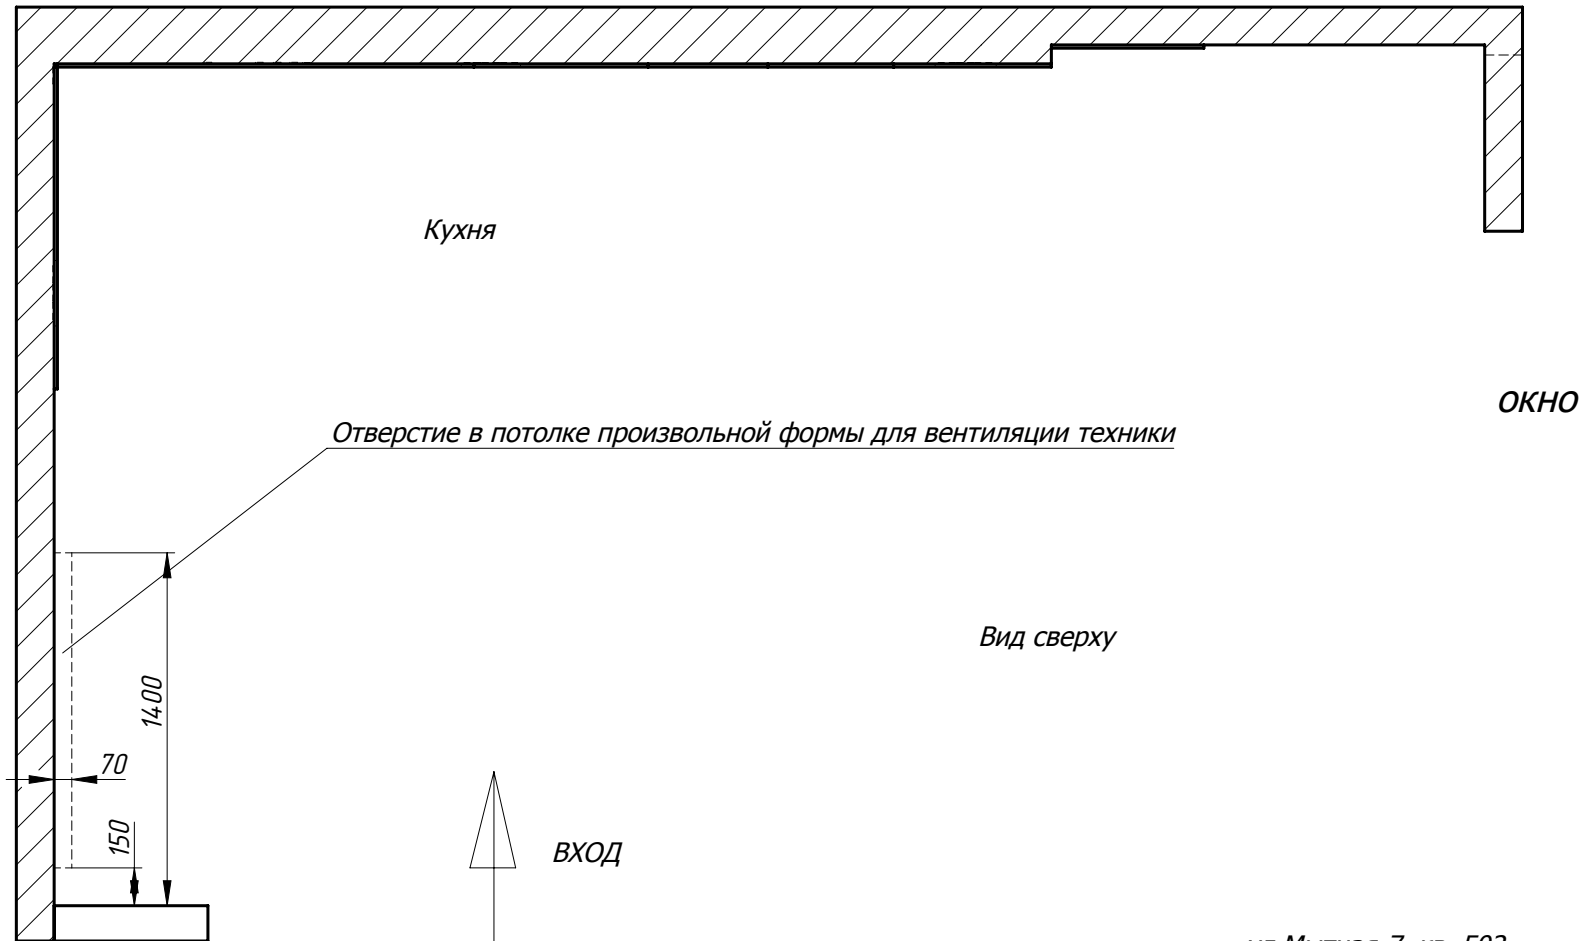 Кухня
ОКНО
Отверстие в потолке произвольной формы для вентиляции техники
Вид сверху
1400
70
150
ВХОД